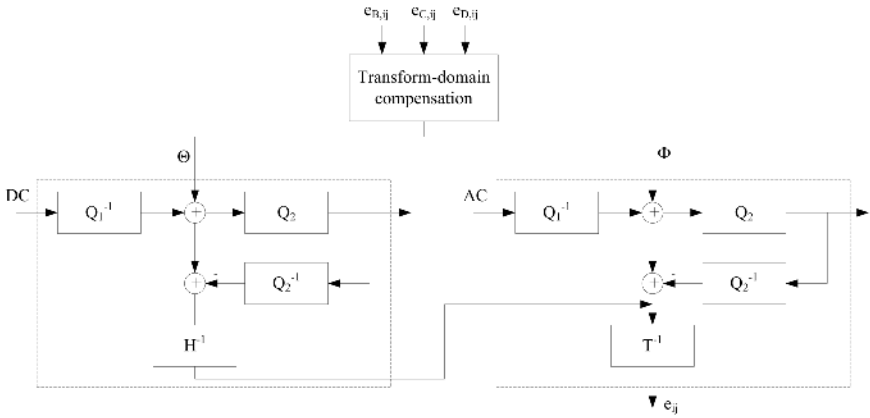 e_B,ij e_C,ij e_D,ij
Transform-domain
compensation
Θ Φ
DC Q₁⁻¹ + Q₂ AC Q₁⁻¹ + Q₂
+ - Q₂⁻¹ + - Q₂⁻¹
H⁻¹ T⁻¹
e_ij